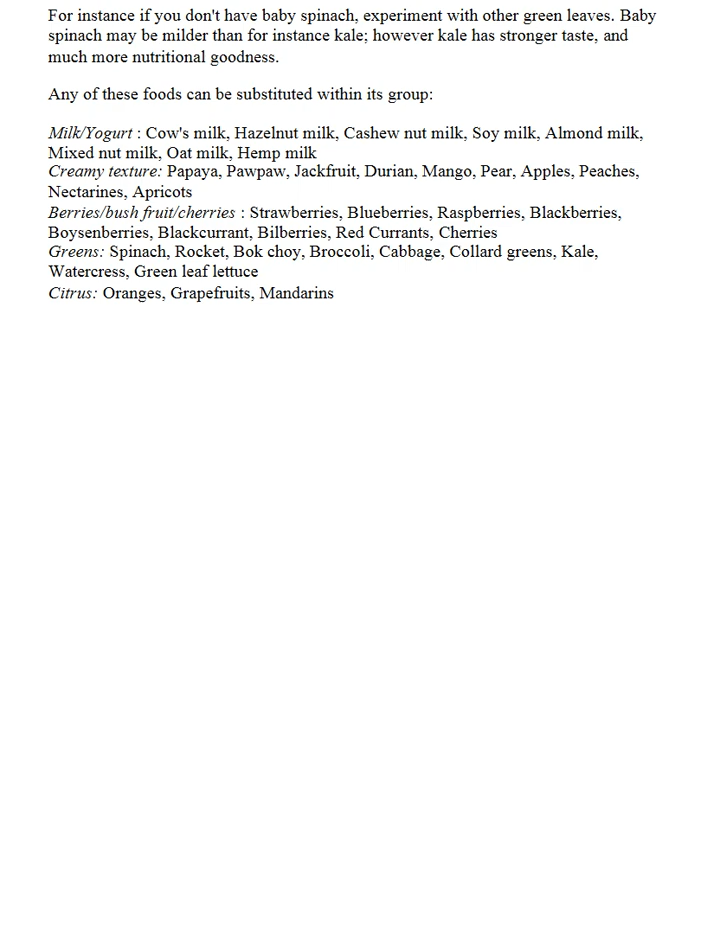 For instance if you don't have baby spinach, experiment with other green leaves. Baby
spinach may be milder than for instance kale; however kale has stronger taste, and
much more nutritional goodness.
Any of these foods can be substituted within its group:
Milk/Yogurt : Cow's milk, Hazelnut milk, Cashew nut milk, Soy milk, Almond milk,
Mixed nut milk, Oat milk, Hemp milk
Creamy texture: Papaya, Pawpaw, Jackfruit, Durian, Mango, Pear, Apples, Peaches,
Nectarines, Apricots
Berries/bush fruit/cherries : Strawberries, Blueberries, Raspberries, Blackberries,
Boysenberries, Blackcurrant, Bilberries, Red Currants, Cherries
Greens: Spinach, Rocket, Bok choy, Broccoli, Cabbage, Collard greens, Kale,
Watercress, Green leaf lettuce
Citrus: Oranges, Grapefruits, Mandarins